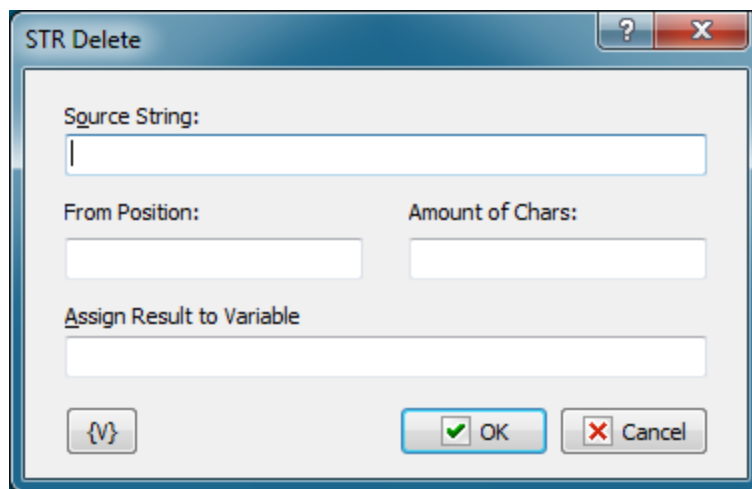 STR Delete
?
Source String:
From Position: Amount of Chars:
Assign Result to Variable
{V} OK Cancel